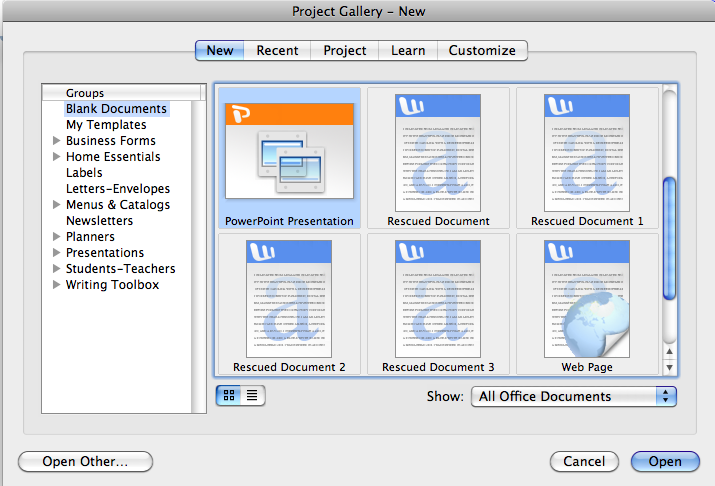 Project Gallery – New
New Recent Project Learn Customize
Groups
Blank Documents
My Templates
Business Forms
Home Essentials
Labels
Letters–Envelopes
Menus & Catalogs
Newsletters
Planners
Presentations
Students–Teachers
Writing Toolbox
PowerPoint Presentation
Rescued Document
Rescued Document 1
Rescued Document 2
Rescued Document 3
Web Page
Show: All Office Documents
Open Other...
Cancel
Open